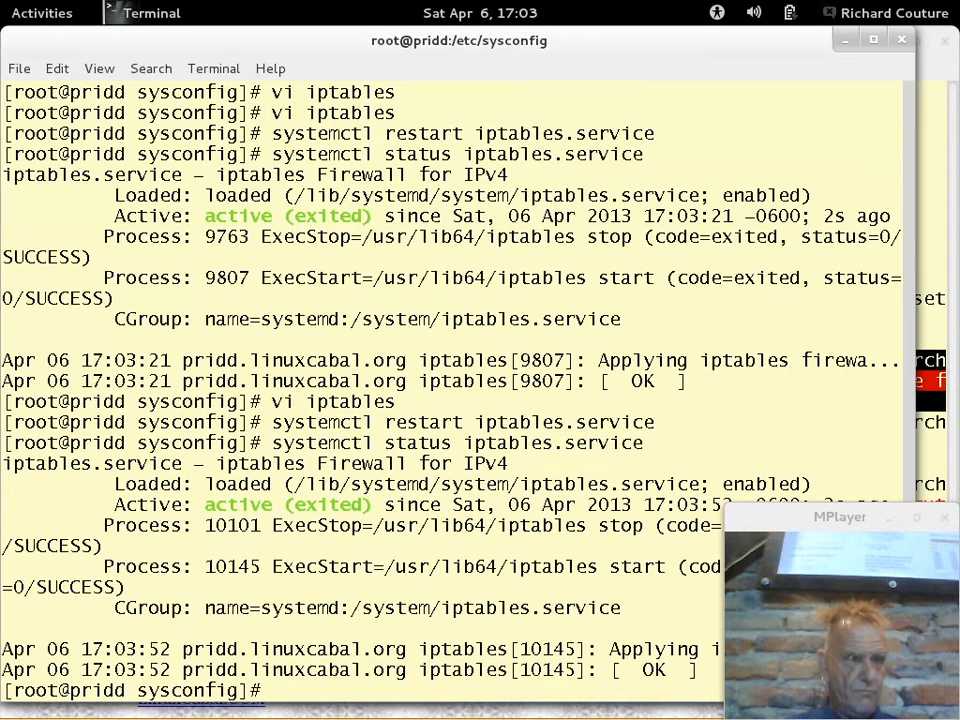 Activities Terminal Sat Apr 6, 17:03 Richard Couture
root@pridd:/etc/sysconfig
File Edit View Search Terminal Help
[root@pridd sysconfig]# vi iptables
[root@pridd sysconfig]# vi iptables
[root@pridd sysconfig]# systemctl restart iptables.service
[root@pridd sysconfig]# systemctl status iptables.service
iptables.service – iptables Firewall for IPv4
Loaded: loaded (/lib/systemd/system/iptables.service; enabled)
Active: active (exited) since Sat, 06 Apr 2013 17:03:21 –0600; 2s ago
Process: 9763 ExecStop=/usr/lib64/iptables stop (code=exited, status=0/
SUCCESS)
Process: 9807 ExecStart=/usr/lib64/iptables start (code=exited, status=
0/SUCCESS)
set
CGroup: name=systemd:/system/iptables.service
Apr 06 17:03:21 pridd.linuxcabal.org iptables[9807]: Applying iptables firewa...
rch
Apr 06 17:03:21 pridd.linuxcabal.org iptables[9807]: [ OK ]
e f
[root@pridd sysconfig]# vi iptables
[root@pridd sysconfig]# systemctl restart iptables.service
rch
[root@pridd sysconfig]# systemctl status iptables.service
iptables.service – iptables Firewall for IPv4
Loaded: loaded (/lib/systemd/system/iptables.service; enabled)
rch
Active: active (exited) since Sat, 06 Apr 2013 17:03:52
Process: 10101 ExecStop=/usr/lib64/iptables stop (code=
/SUCCESS)
Process: 10145 ExecStart=/usr/lib64/iptables start (cod
=0/SUCCESS)
CGroup: name=systemd:/system/iptables.service
Apr 06 17:03:52 pridd.linuxcabal.org iptables[10145]: Applying i
Apr 06 17:03:52 pridd.linuxcabal.org iptables[10145]: [ OK ]
[root@pridd sysconfig]#
MPlayer